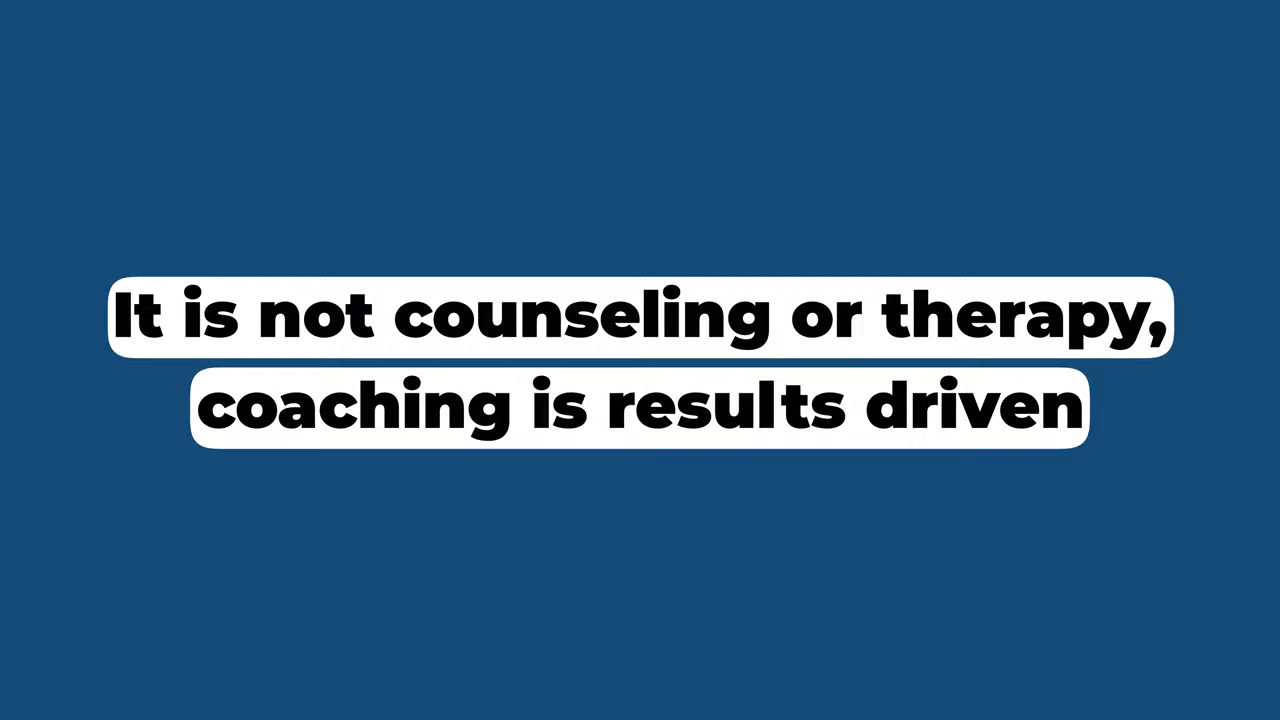 It is not counseling or therapy,
coaching is results driven